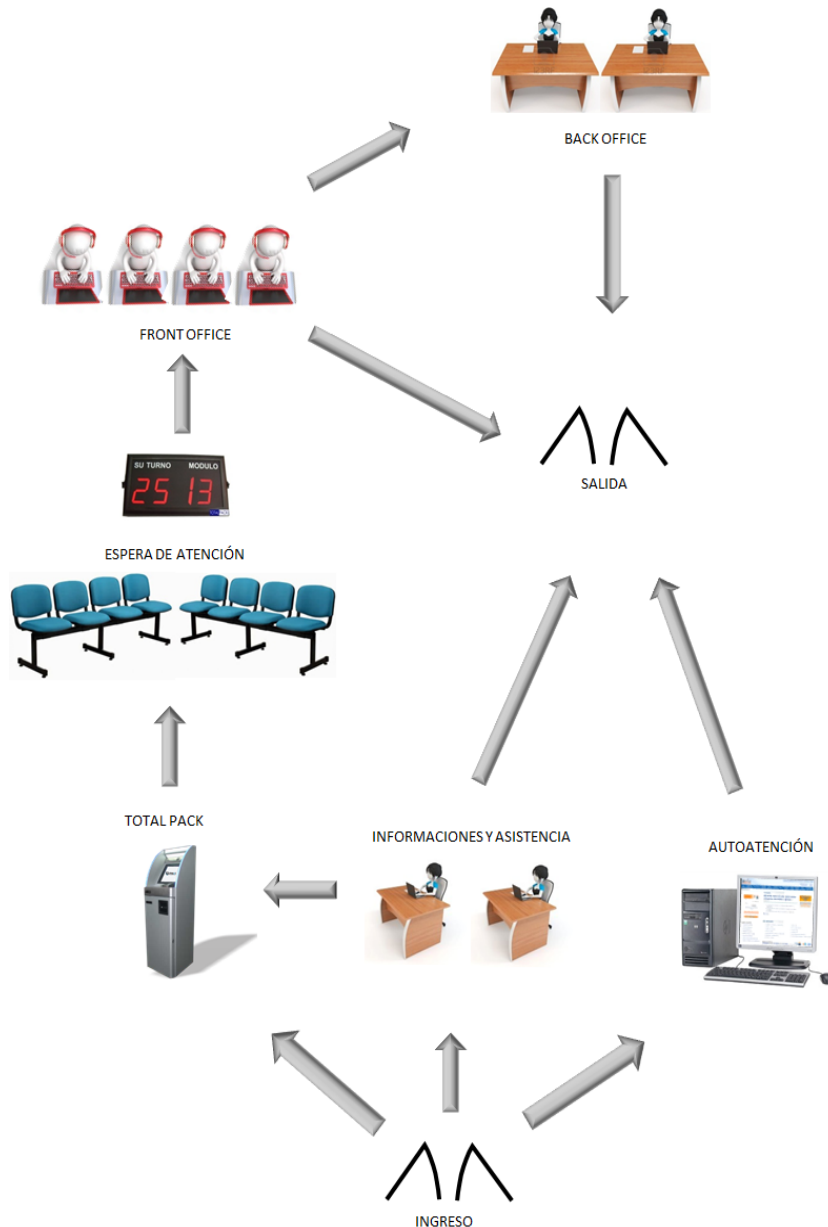 BACK OFFICE
FRONT OFFICE
SU TURNO MODULO
25 13
SALIDA
ESPERA DE ATENCIÓN
TOTAL PACK
INFORMACIONES Y ASISTENCIA
AUTOATENCIÓN
INGRESO